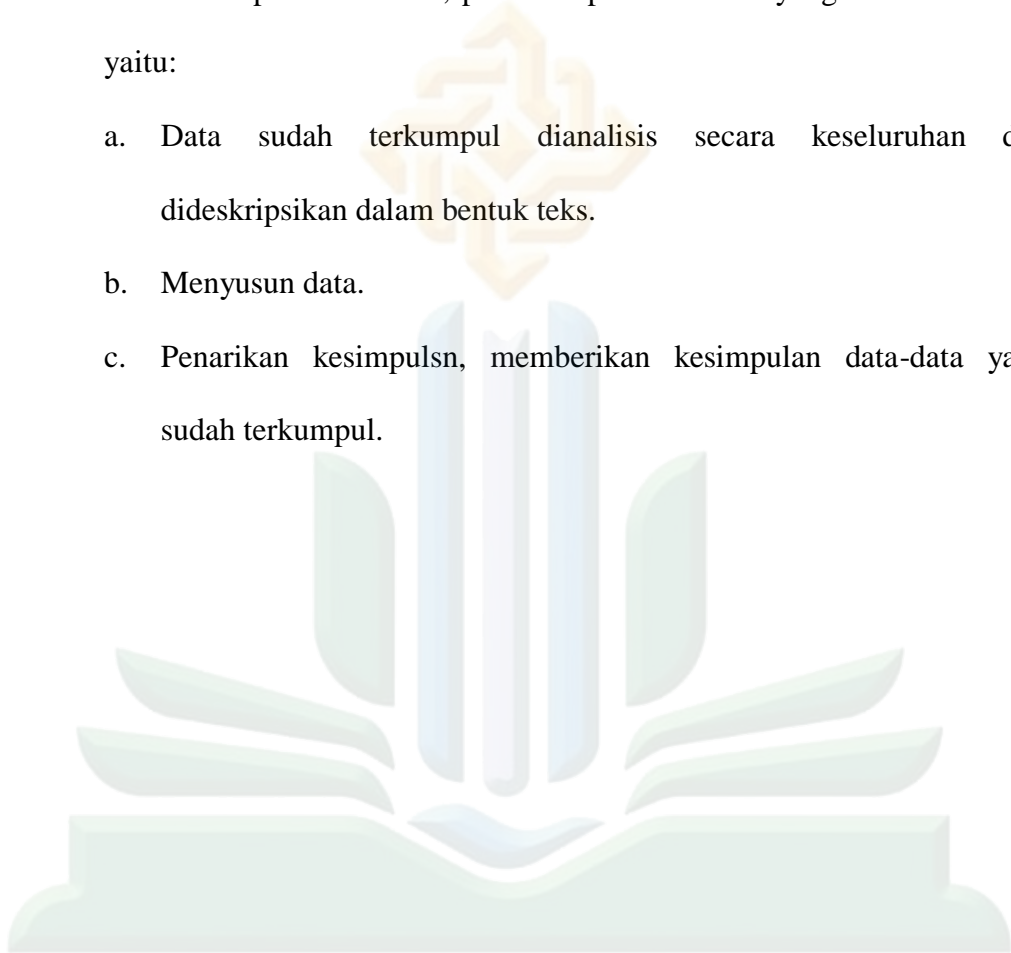 yaitu:
a. Data sudah terkumpul dianalisis secara keseluruhan
dideskripsikan dalam bentuk teks.
b. Menyusun data.
c. Penarikan kesimpulsn, memberikan kesimpulan data-data
sudah terkumpul.